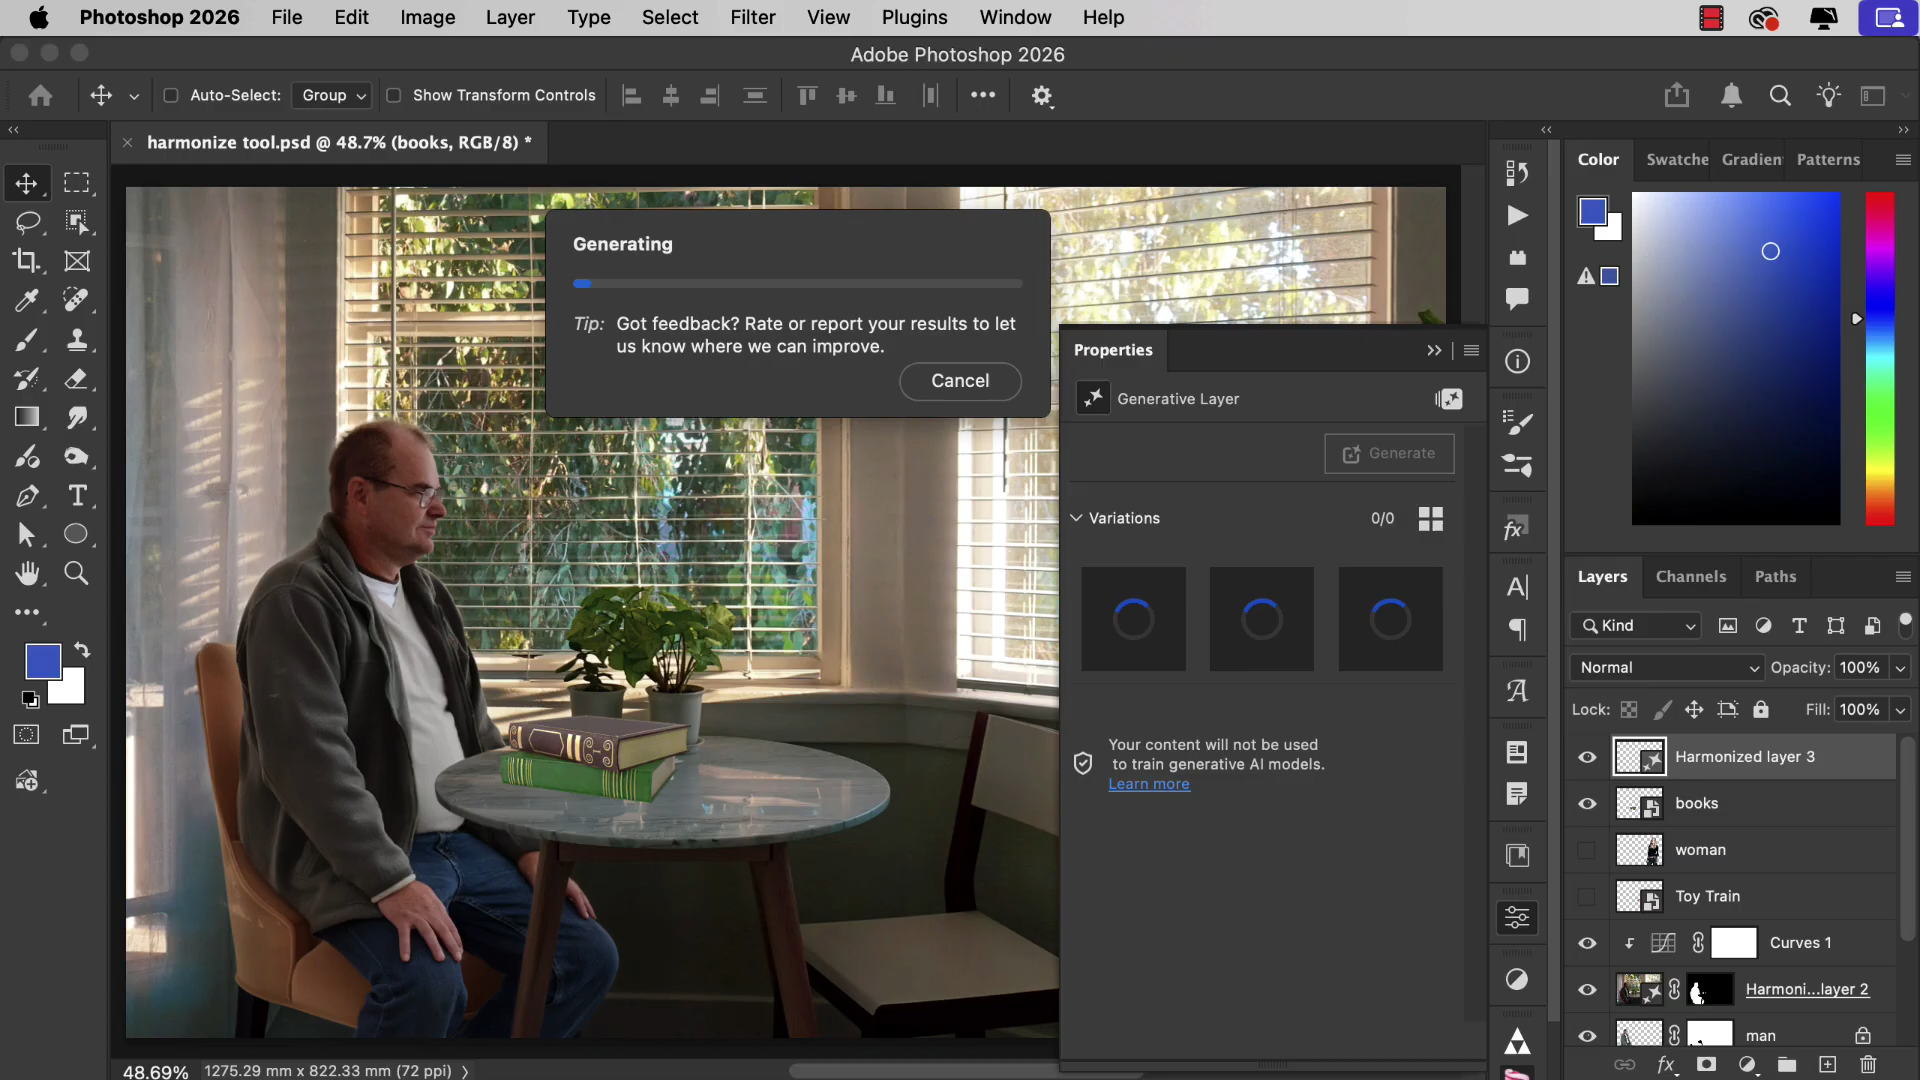 Photoshop 2026 File Edit Image Layer Type Select Filter View Plugins Window Help
Adobe Photoshop 2026
Auto-Select: Group Show Transform Controls
harmonize tool.psd @ 48.7% (books, RGB/8) *
Color Swatche Gradien Patterns
Generating
Tip: Got feedback? Rate or report your results to let
us know where we can improve.
Cancel
Properties
Generative Layer
Generate
Variations 0/0
Your content will not be used
to train generative AI models.
Learn more
Layers Channels Paths
Kind
Normal Opacity: 100%
Lock: Fill: 100%
Harmonized layer 3
books
woman
Toy Train
Curves 1
Harmoni...layer 2
man
48.69% 1275.29 mm x 822.33 mm (72 ppi)